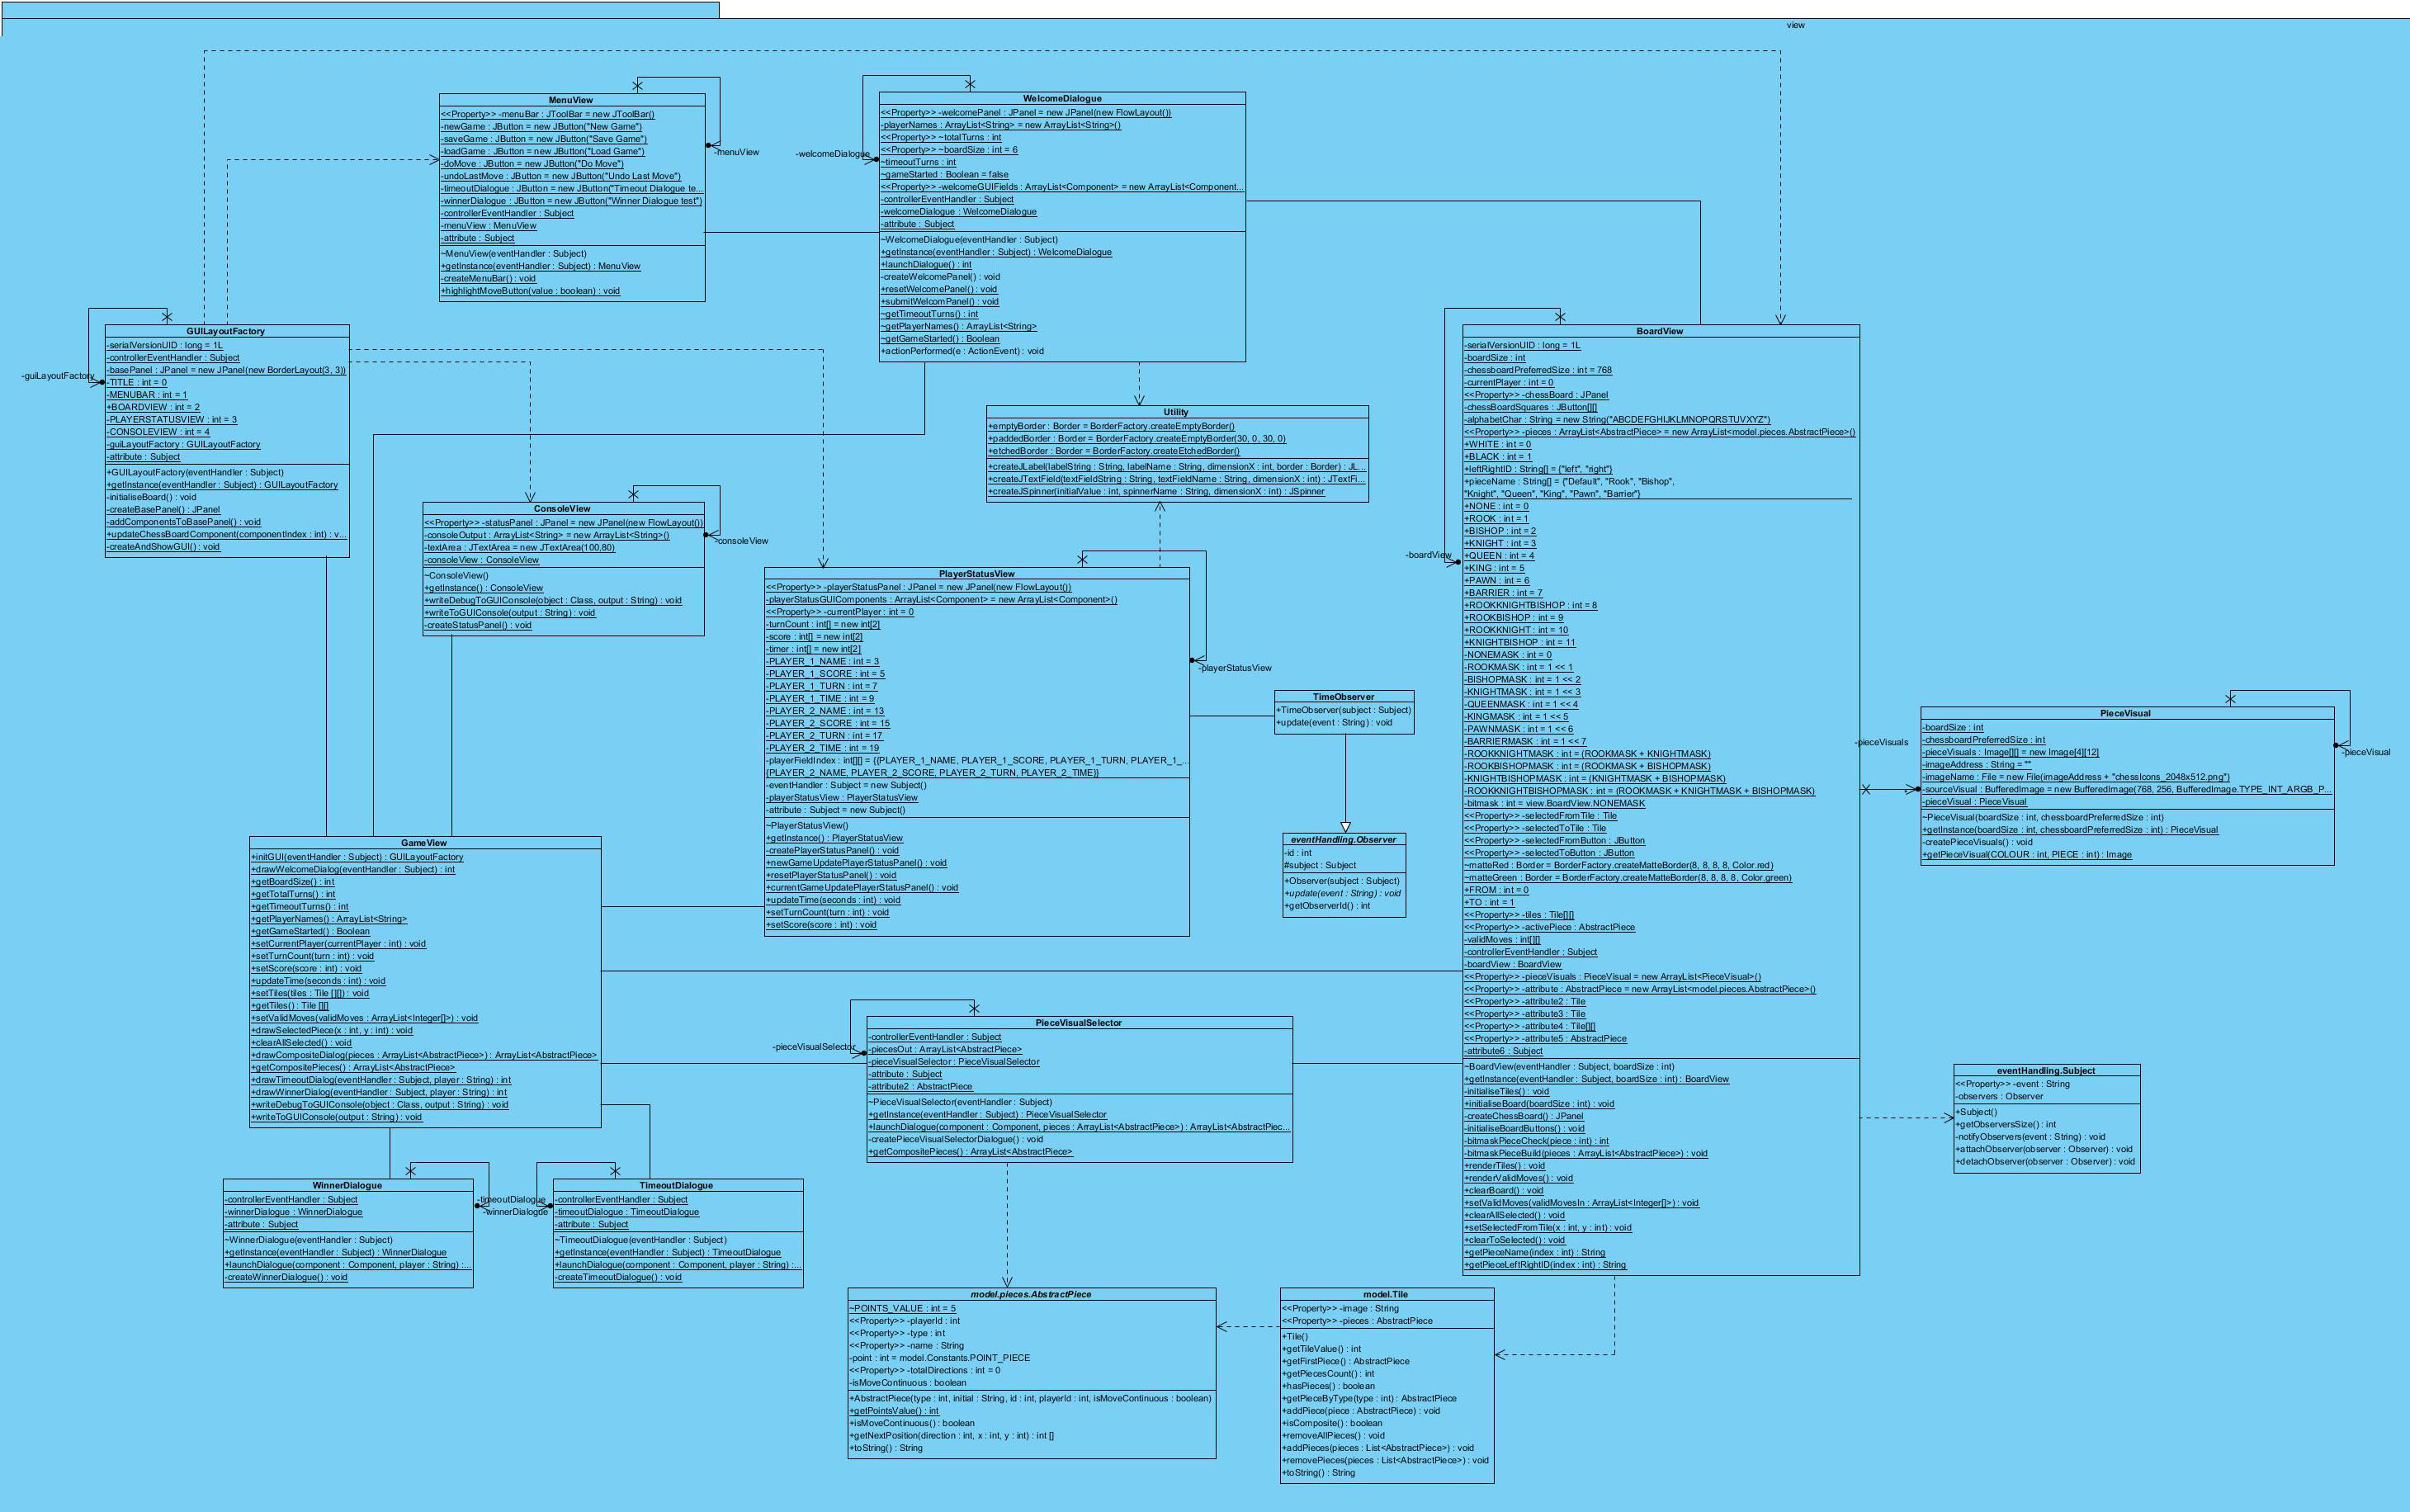 view
MenuView
<<Property>> -menuBar : JToolBar = new JToolBar()
-newGame : JButton = new JButton("New Game")
-saveGame : JButton = new JButton("Save Game")
-loadGame : JButton = new JButton("Load Game")
-doMove : JButton = new JButton("Do Move")
-undoLastMove : JButton = new JButton("Undo Last Move")
-timeoutDialogue : JButton = new JButton("Timeout Dialogue te...
-winnerDialogue : JButton = new JButton("Winner Dialogue test")
-controllerEventHandler : Subject
-menuView : MenuView
-attribute : Subject
~MenuView(eventHandler : Subject)
+getInstance(eventHandler : Subject) : MenuView
-createMenuBar() : void
+highlightMoveButton(value : boolean) : void
-menuView
WelcomeDialogue
<<Property>> -welcomePanel : JPanel = new JPanel(new FlowLayout())
-playerNames : ArrayList<String> = new ArrayList<String>()
<<Property>> ~totalTurns : int
<<Property>> ~boardSize : int = 6
~timeoutTurns : int
~gameStarted : Boolean = false
<<Property>> -welcomeGUIFields : ArrayList<Component> = new ArrayList<Component...
-controllerEventHandler : Subject
-welcomeDialogue : WelcomeDialogue
-attribute : Subject
~WelcomeDialogue(eventHandler : Subject)
+getInstance(eventHandler : Subject) : WelcomeDialogue
+launchDialogue() : int
-createWelcomePanel() : void
+resetWelcomePanel() : void
+submitWelcomPanel() : void
~getTimeoutTurns() : int
~getPlayerNames() : ArrayList<String>
~getGameStarted() : Boolean
+actionPerformed(e : ActionEvent) : void
-welcomeDialogue
GUILayoutFactory
-serialVersionUID : long = 1L
-controllerEventHandler : Subject
-basePanel : JPanel = new JPanel(new BorderLayout(3, 3))
-TITLE : int = 0
-MENUBAR : int = 1
+BOARDVIEW : int = 2
-PLAYERSTATUSVIEW : int = 3
-CONSOLEVIEW : int = 4
-guiLayoutFactory : GUILayoutFactory
-attribute : Subject
+GUILayoutFactory(eventHandler : Subject)
+getInstance(eventHandler : Subject) : GUILayoutFactory
-initialiseBoard() : void
-createBasePanel() : JPanel
-addComponentsToBasePanel() : void
+updateChessBoardComponent(componentIndex : int) : v...
-createAndShowGUI() : void
-guiLayoutFactory
Utility
+emptyBorder : Border = BorderFactory.createEmptyBorder()
+paddedBorder : Border = BorderFactory.createEmptyBorder(30, 0, 30, 0)
+etchedBorder : Border = BorderFactory.createEtchedBorder()
+createJLabel(labelString : String, labelName : String, dimensionX : int, border : Border) : JL...
+createJTextField(textFieldString : String, textFieldName : String, dimensionX : int) : JTextFi...
+createJSpinner(initialValue : int, spinnerName : String, dimensionX : int) : JSpinner
ConsoleView
<<Property>> -statusPanel : JPanel = new JPanel(new FlowLayout())
-consoleOutput : ArrayList<String> = new ArrayList<String>()
-textArea : JTextArea = new JTextArea(100,80)
-consoleView : ConsoleView
~ConsoleView()
+getInstance() : ConsoleView
+writeDebugToGUIConsole(object : Class, output : String) : void
+writeToGUIConsole(output : String) : void
-createStatusPanel() : void
-consoleView
PlayerStatusView
<<Property>> -playerStatusPanel : JPanel = new JPanel(new FlowLayout())
-playerStatusGUIComponents : ArrayList<Component> = new ArrayList<Component>()
<<Property>> -currentPlayer : int = 0
-turnCount : int[] = new int[2]
-score : int[] = new int[2]
-timer : int[] = new int[2]
-PLAYER_1_NAME : int = 3
-PLAYER_1_SCORE : int = 5
-PLAYER_1_TURN : int = 7
-PLAYER_1_TIME : int = 9
-PLAYER_2_NAME : int = 13
-PLAYER_2_SCORE : int = 15
-PLAYER_2_TURN : int = 17
-PLAYER_2_TIME : int = 19
-playerFieldIndex : int[][] = {{PLAYER_1_NAME, PLAYER_1_SCORE, PLAYER_1_TURN, PLAYER_1_...
{PLAYER_2_NAME, PLAYER_2_SCORE, PLAYER_2_TURN, PLAYER_2_TIME}}
-eventHandler : Subject = new Subject()
-playerStatusView : PlayerStatusView
-attribute : Subject = new Subject()
~PlayerStatusView()
+getInstance() : PlayerStatusView
-createPlayerStatusPanel() : void
+newGameUpdatePlayerStatusPanel() : void
+resetPlayerStatusPanel() : void
+currentGameUpdatePlayerStatusPanel() : void
+updateTime(seconds : int) : void
+setTurnCount(turn : int) : void
+setScore(score : int) : void
-playerStatusView
TimeObserver
+TimeObserver(subject : Subject)
+update(event : String) : void
eventHandling.Observer
-id : int
#subject : Subject
+Observer(subject : Subject)
+update(event : String) : void
+getObserverId() : int
BoardView
-serialVersionUID : long = 1L
-boardSize : int
-chessboardPreferredSize : int = 768
-currentPlayer : int = 0
<<Property>> -chessBoard : JPanel
-chessBoardSquares : JButton[][]
-alphabetChar : String = new String("ABCDEFGHIJKLMNOPQRSTUVXYZ")
<<Property>> -pieces : ArrayList<AbstractPiece> = new ArrayList<model.pieces.AbstractPiece>()
+WHITE : int = 0
+BLACK : int = 1
+leftRightID : String[] = {"left", "right"}
+pieceName : String[] = {"Default", "Rook", "Bishop",
"Knight", "Queen", "King", "Pawn", "Barrier"}
+NONE : int = 0
+ROOK : int = 1
+BISHOP : int = 2
+KNIGHT : int = 3
+QUEEN : int = 4
+KING : int = 5
+PAWN : int = 6
+BARRIER : int = 7
+ROOKKNIGHTBISHOP : int = 8
+ROOKBISHOP : int = 9
+ROOKKNIGHT : int = 10
+KNIGHTBISHOP : int = 11
-NONEMASK : int = 0
-ROOKMASK : int = 1 << 1
-BISHOPMASK : int = 1 << 2
-KNIGHTMASK : int = 1 << 3
-QUEENMASK : int = 1 << 4
-KINGMASK : int = 1 << 5
-PAWNMASK : int = 1 << 6
-BARRIERMASK : int = 1 << 7
-ROOKKNIGHTMASK : int = (ROOKMASK + KNIGHTMASK)
-ROOKBISHOPMASK : int = (ROOKMASK + BISHOPMASK)
-KNIGHTBISHOPMASK : int = (KNIGHTMASK + BISHOPMASK)
-ROOKKNIGHTBISHOPMASK : int = (ROOKMASK + KNIGHTMASK + BISHOPMASK)
-bitmask : int = view.BoardView.NONEMASK
<<Property>> -selectedFromTile : Tile
<<Property>> -selectedToTile : Tile
<<Property>> -selectedFromButton : JButton
<<Property>> -selectedToButton : JButton
~matteRed : Border = BorderFactory.createMatteBorder(8, 8, 8, 8, Color.red)
~matteGreen : Border = BorderFactory.createMatteBorder(8, 8, 8, 8, Color.green)
+FROM : int = 0
+TO : int = 1
<<Property>> -tiles : Tile[][]
<<Property>> -activePiece : AbstractPiece
-validMoves : int[][]
-controllerEventHandler : Subject
-boardView : BoardView
<<Property>> -pieceVisuals : PieceVisual = new ArrayList<PieceVisual>()
<<Property>> -attribute : AbstractPiece = new ArrayList<model.pieces.AbstractPiece>()
<<Property>> -attribute2 : Tile
<<Property>> -attribute3 : Tile
<<Property>> -attribute4 : Tile[][]
<<Property>> -attribute5 : AbstractPiece
-attribute6 : Subject
~BoardView(eventHandler : Subject, boardSize : int)
+getInstance(eventHandler : Subject, boardSize : int) : BoardView
-initialiseTiles() : void
+initialiseBoard(boardSize : int) : void
-createChessBoard() : JPanel
-initialiseBoardButtons() : void
-bitmaskPieceCheck(piece : int) : int
-bitmaskPieceBuild(pieces : ArrayList<AbstractPiece>) : void
+renderTiles() : void
+renderValidMoves() : void
+clearBoard() : void
+setValidMoves(validMovesIn : ArrayList<Integer[]>) : void
+clearAllSelected() : void
+setSelectedFromTile(x : int, y : int) : void
+clearToSelected() : void
+getPieceName(index : int) : String
+getPieceLeftRightID(index : int) : String
-boardView
-pieceVisuals
PieceVisual
-boardSize : int
-chessboardPreferredSize : int
-pieceVisuals : Image[][] = new Image[4][12]
-imageAddress : String = ""
-imageName : File = new File(imageAddress + "chessIcons_2048x512.png")
-sourceVisual : BufferedImage = new BufferedImage(768, 256, BufferedImage.TYPE_INT_ARGB_P...
-pieceVisual : PieceVisual
~PieceVisual(boardSize : int, chessboardPreferredSize : int)
+getInstance(boardSize : int, chessboardPreferredSize : int) : PieceVisual
-createPieceVisuals() : void
+getPieceVisual(COLOUR : int, PIECE : int) : Image
-pieceVisual
GameView
+initGUI(eventHandler : Subject) : GUILayoutFactory
+drawWelcomeDialog(eventHandler : Subject) : int
+getBoardSize() : int
+getTotalTurns() : int
+getTimeoutTurns() : int
+getPlayerNames() : ArrayList<String>
+getGameStarted() : Boolean
+setCurrentPlayer(currentPlayer : int) : void
+setTurnCount(turn : int) : void
+setScore(score : int) : void
+updateTime(seconds : int) : void
+setTiles(tiles : Tile [][]) : void
+getTiles() : Tile [][]
+setValidMoves(validMoves : ArrayList<Integer[]>) : void
+drawSelectedPiece(x : int, y : int) : void
+clearAllSelected() : void
+drawCompositeDialog(pieces : ArrayList<AbstractPiece>) : ArrayList<AbstractPiece>
+getCompositePieces() : ArrayList<AbstractPiece>
+drawTimeoutDialog(eventHandler : Subject, player : String) : int
+drawWinnerDialog(eventHandler : Subject, player : String) : int
+writeDebugToGUIConsole(object : Class, output : String) : void
+writeToGUIConsole(output : String) : void
PieceVisualSelector
-controllerEventHandler : Subject
-piecesOut : ArrayList<AbstractPiece>
-pieceVisualSelector : PieceVisualSelector
-attribute : Subject
-attribute2 : AbstractPiece
~PieceVisualSelector(eventHandler : Subject)
+getInstance(eventHandler : Subject) : PieceVisualSelector
+launchDialogue(component : Component, pieces : ArrayList<AbstractPiece>) : ArrayList<AbstractPiec...
-createPieceVisualSelectorDialogue() : void
+getCompositePieces() : ArrayList<AbstractPiece>
-pieceVisualSelector
eventHandling.Subject
<<Property>> -event : String
-observers : Observer
+Subject()
+getObserversSize() : int
-notifyObservers(event : String) : void
+attachObserver(observer : Observer) : void
+detachObserver(observer : Observer) : void
WinnerDialogue
-controllerEventHandler : Subject
-winnerDialogue : WinnerDialogue
-attribute : Subject
~WinnerDialogue(eventHandler : Subject)
+getInstance(eventHandler : Subject) : WinnerDialogue
+launchDialogue(component : Component, player : String) :...
-createWinnerDialogue() : void
-timeoutDialogue
-winnerDialogue
TimeoutDialogue
-controllerEventHandler : Subject
-timeoutDialogue : TimeoutDialogue
-attribute : Subject
~TimeoutDialogue(eventHandler : Subject)
+getInstance(eventHandler : Subject) : TimeoutDialogue
+launchDialogue(component : Component, player : String) :...
-createTimeoutDialogue() : void
model.pieces.AbstractPiece
~POINTS_VALUE : int = 5
<<Property>> -playerId : int
<<Property>> -type : int
<<Property>> -name : String
-point : int = model.Constants.POINT_PIECE
<<Property>> -totalDirections : int = 0
-isMoveContinuous : boolean
+AbstractPiece(type : int, initial : String, id : int, playerId : int, isMoveContinuous : boolean)
+getPointsValue() : int
+isMoveContinuous() : boolean
+getNextPosition(direction : int, x : int, y : int) : int []
+toString() : String
model.Tile
<<Property>> -image : String
<<Property>> -pieces : AbstractPiece
+Tile()
+getTileValue() : int
+getFirstPiece() : AbstractPiece
+getPiecesCount() : int
+hasPieces() : boolean
+getPieceByType(type : int) : AbstractPiece
+addPiece(piece : AbstractPiece) : void
+isComposite() : boolean
+removeAllPieces() : void
+addPieces(pieces : List<AbstractPiece>) : void
+removePieces(pieces : List<AbstractPiece>) : void
+toString() : String